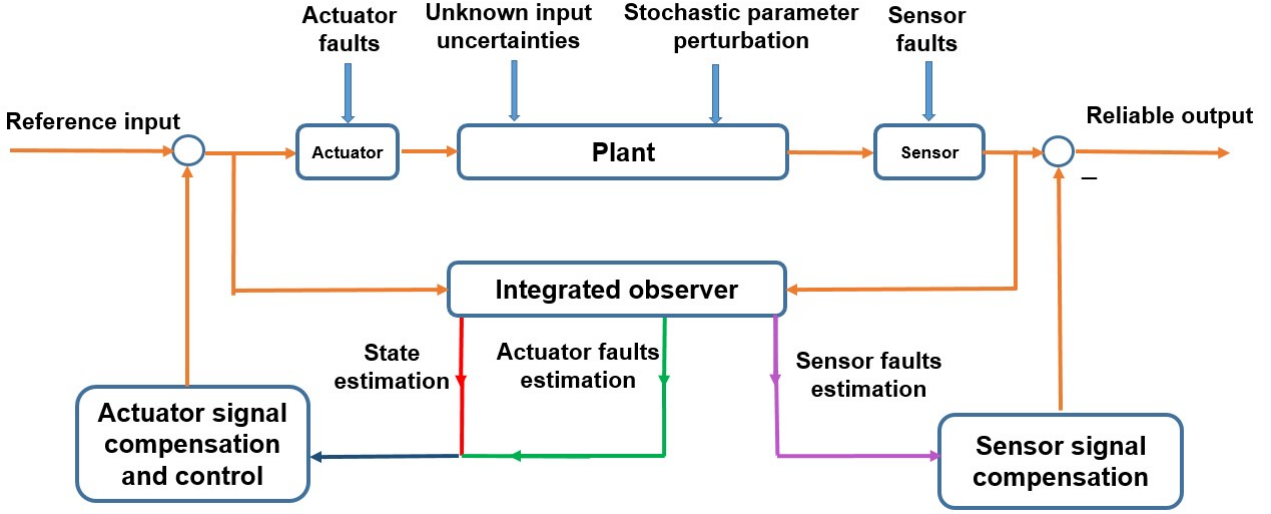 Actuator
faults
Unknown input
uncertainties
Stochastic parameter
perturbation
Sensor
faults
Reference input
Actuator
Plant
Sensor
Reliable output
–
Integrated observer
State
estimation
Actuator faults
estimation
Sensor faults
estimation
Actuator signal
compensation
and control
Sensor signal
compensation